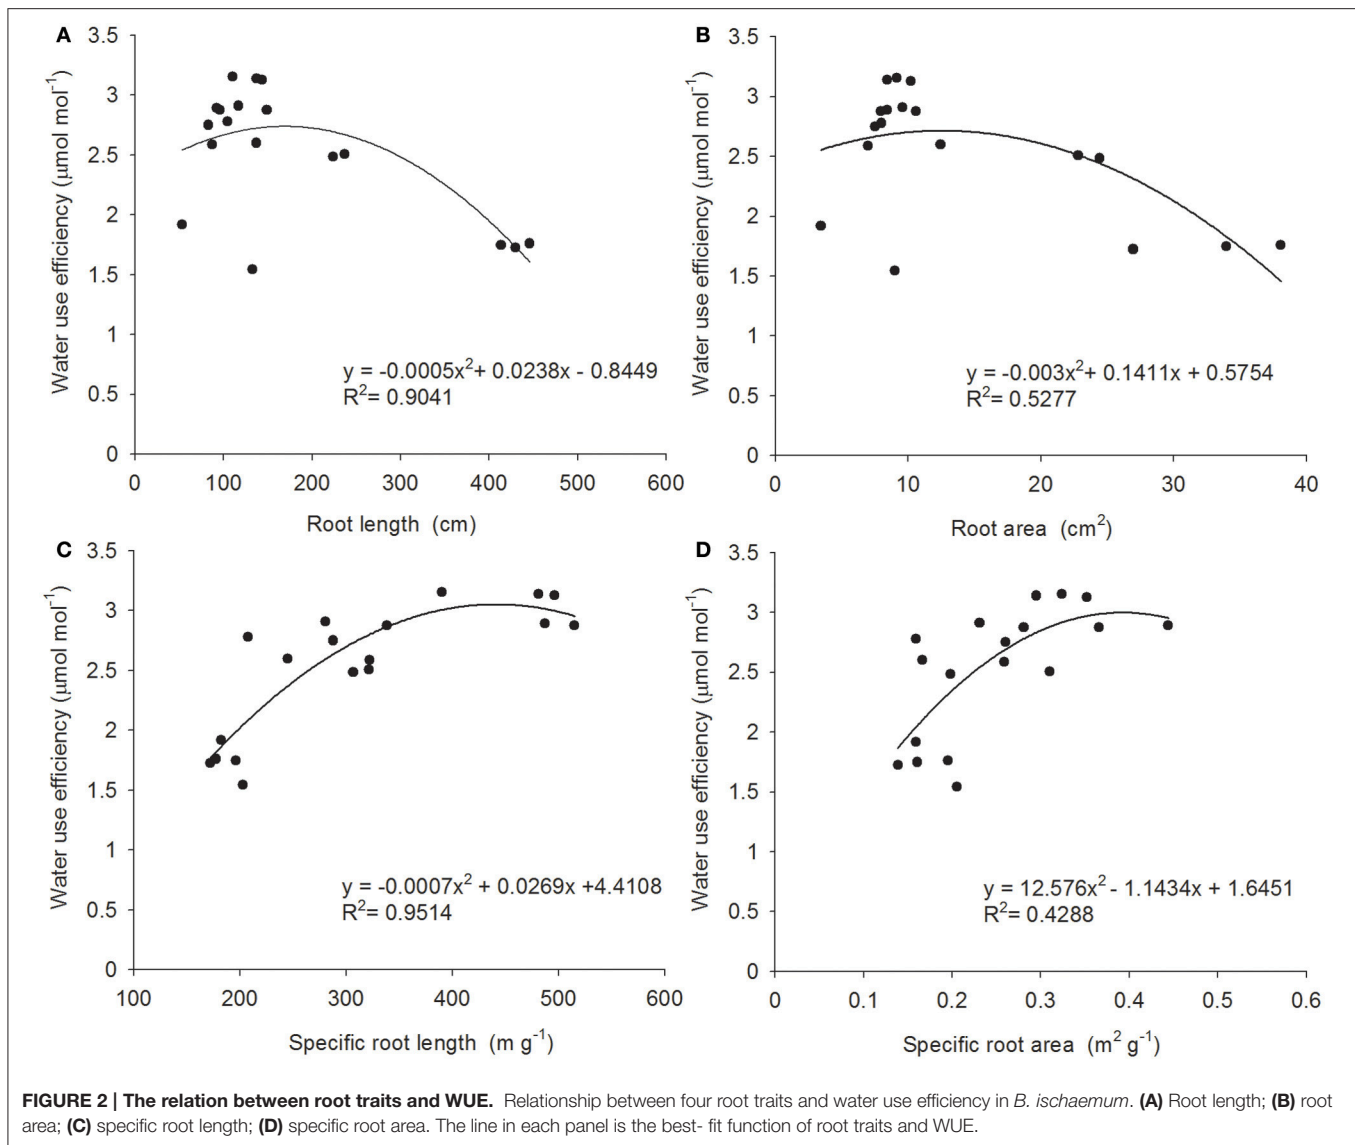 A
3.5
3
2.5
2
1.5
1
0.5
0
Water use efficiency (μmol mol⁻¹)
y = -0.0005x²+ 0.0238x - 0.8449
R²= 0.9041
0 100 200 300 400 500 600
Root length (cm)
B
3.5
3
2.5
2
1.5
1
0.5
0
Water use efficiency (μmol mol⁻¹)
y = -0.003x²+ 0.1411x + 0.5754
R²= 0.5277
0 10 20 30 40
Root area (cm²)
C
3.5
3
2.5
2
1.5
1
0.5
0
Water use efficiency (μmol mol⁻¹)
y = -0.0007x² + 0.0269x +4.4108
R²= 0.9514
100 200 300 400 500 600
Specific root length (m g⁻¹)
D
3.5
3
2.5
2
1.5
1
0.5
0
Water use efficiency (μmol mol⁻¹)
y = 12.576x² - 1.1434x + 1.6451
R²= 0.4288
0 0.1 0.2 0.3 0.4 0.5 0.6
Specific root area (m² g⁻¹)
FIGURE 2 | The relation between root traits and WUE. Relationship between four root traits and water use efficiency in B. ischaemum. (A) Root length; (B) root
area; (C) specific root length; (D) specific root area. The line in each panel is the best- fit function of root traits and WUE.